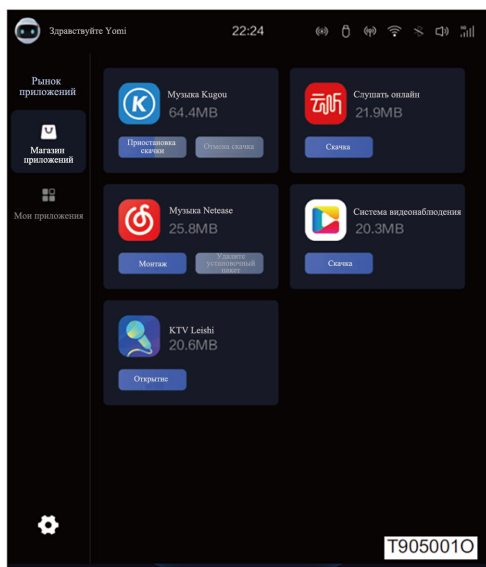 Здравствуйте Yomi
22:24
Рынок
приложений
Магазин
приложений
Мои приложения
Музыка Kugou
64.4MB
Приостановка
скачки
Отмена скачка
云听
Слушать онлайн
21.9MB
Скачка
Музыка Netease
25.8MB
Монтаж
Удалите
установочный
пакет
Система видеонаблюдения
20.3MB
Скачка
KTV Leishi
20.6MB
Открытие
T905001O